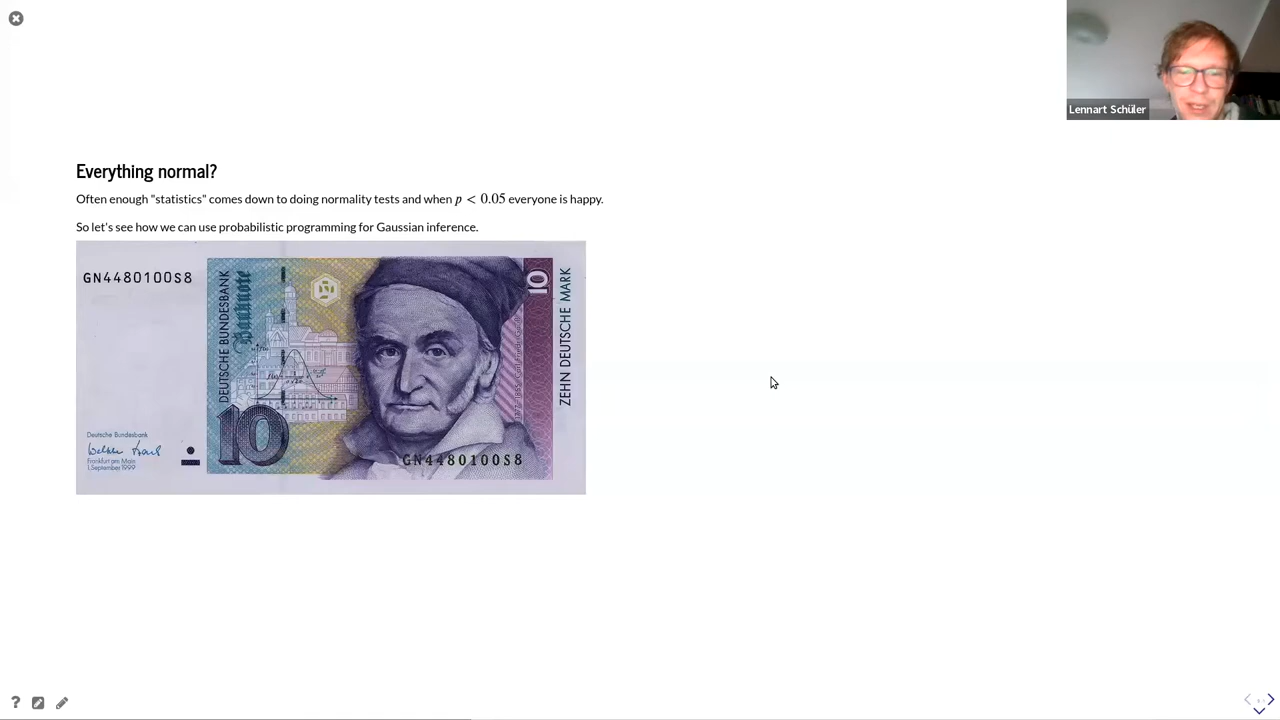 Lennart Schüler
Everything normal?
Often enough "statistics" comes down to doing normality tests and when p < 0.05 everyone is happy.
So let's see how we can use probabilistic programming for Gaussian inference.
GN4480100S8
DEUTSCHE BUNDESBANK
Banknote
10
ZEHN DEUTSCHE MARK
10
Deutsche Bundesbank
Frankfurt am Main
1. September 1999
GN4480100S8
?